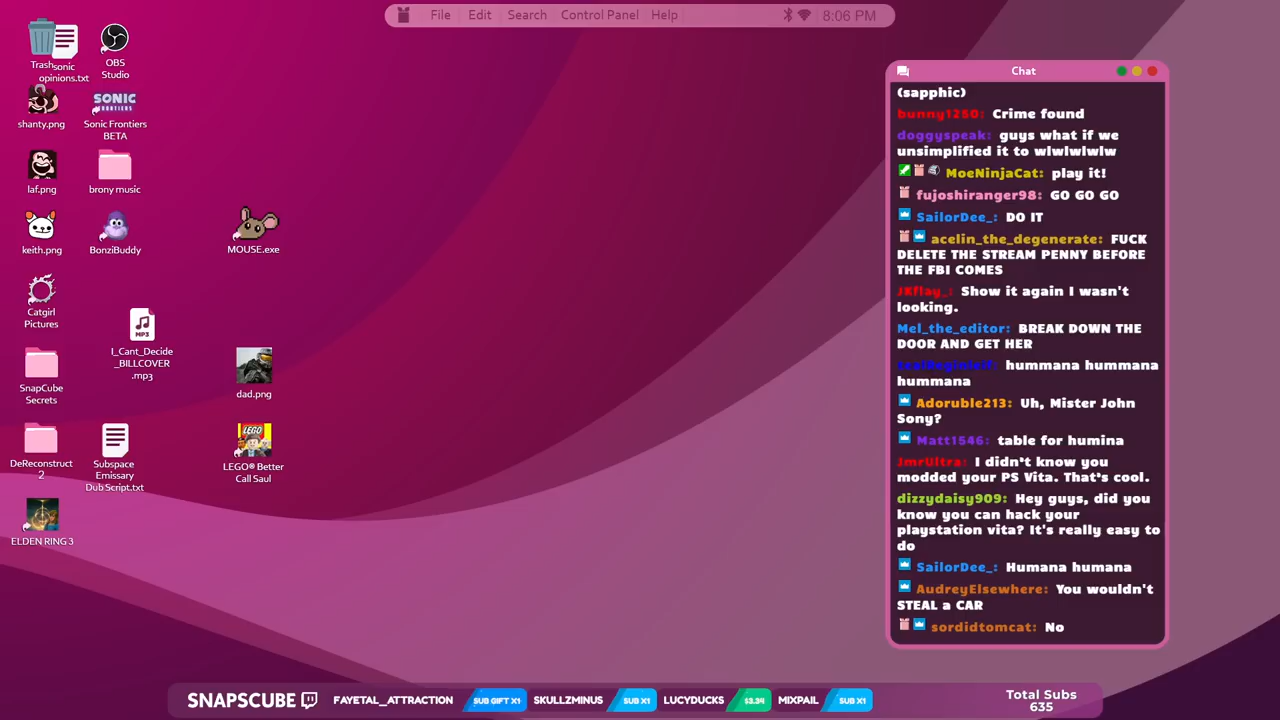 File Edit Search Control Panel Help
8:06 PM
Trash
sonic
opinions.txt
OBS
Studio
shanty.png
SONIC
FRONTIERS
Sonic Frontiers
BETA
laf.png
brony music
keith.png
BonziBuddy
MOUSE.exe
Catgirl
Pictures
MP3
I_Cant_Decide
_BILLCOVER
.mp3
SnapCube
Secrets
dad.png
DeReconstruct
2
Subspace
Emissary
Dub Script.txt
LEGO
LEGO® Better
Call Saul
ELDEN RING 3
Chat
(sapphic)
bunny1250: Crime found
doggyspeak: guys what if we
unsimplified it to wlwlwlwlw
MoeNinjaCat: play it!
fujoshiranger98: GO GO GO
SailorDee_: DO IT
acelin_the_degenerate: FUCK
DELETE THE STREAM PENNY BEFORE
THE FBI COMES
JKflay_: Show it again I wasn't
looking.
Mel_the_editor: BREAK DOWN THE
DOOR AND GET HER
hummana hummana
hummana
Adoruble213: Uh, Mister John
Sony?
Matt1546: table for humina
JmrUltra: I didn't know you
modded your PS Vita. That's cool.
dizzydaisy909: Hey guys, did you
know you can hack your
playstation vita? It's really easy to
do
SailorDee_: Humana humana
AudreyElsewhere: You wouldn't
STEAL a CAR
sordidtomcat: No
SNAPSCUBE FAYETAL_ATTRACTION SUB GIFT X1 SKULLZMINUS SUB X1 LUCYDUCKS $3.34 MIXPAIL SUB X1
Total Subs
635